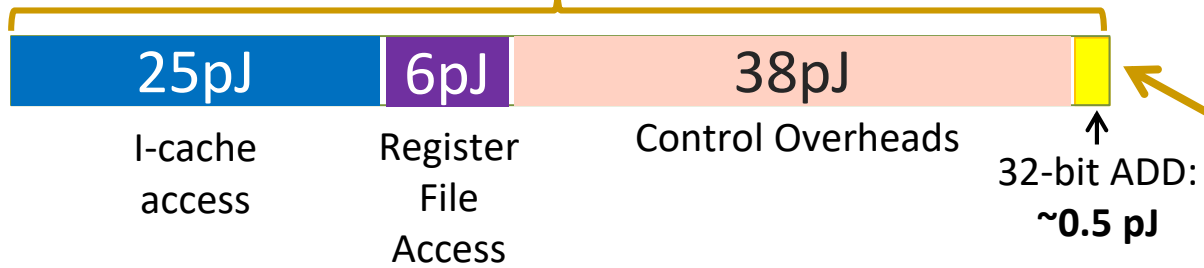 25pJ
6pJ
38pJ
I-cache
access
Register
File
Access
Control Overheads
32-bit ADD:
~0.5 pJ